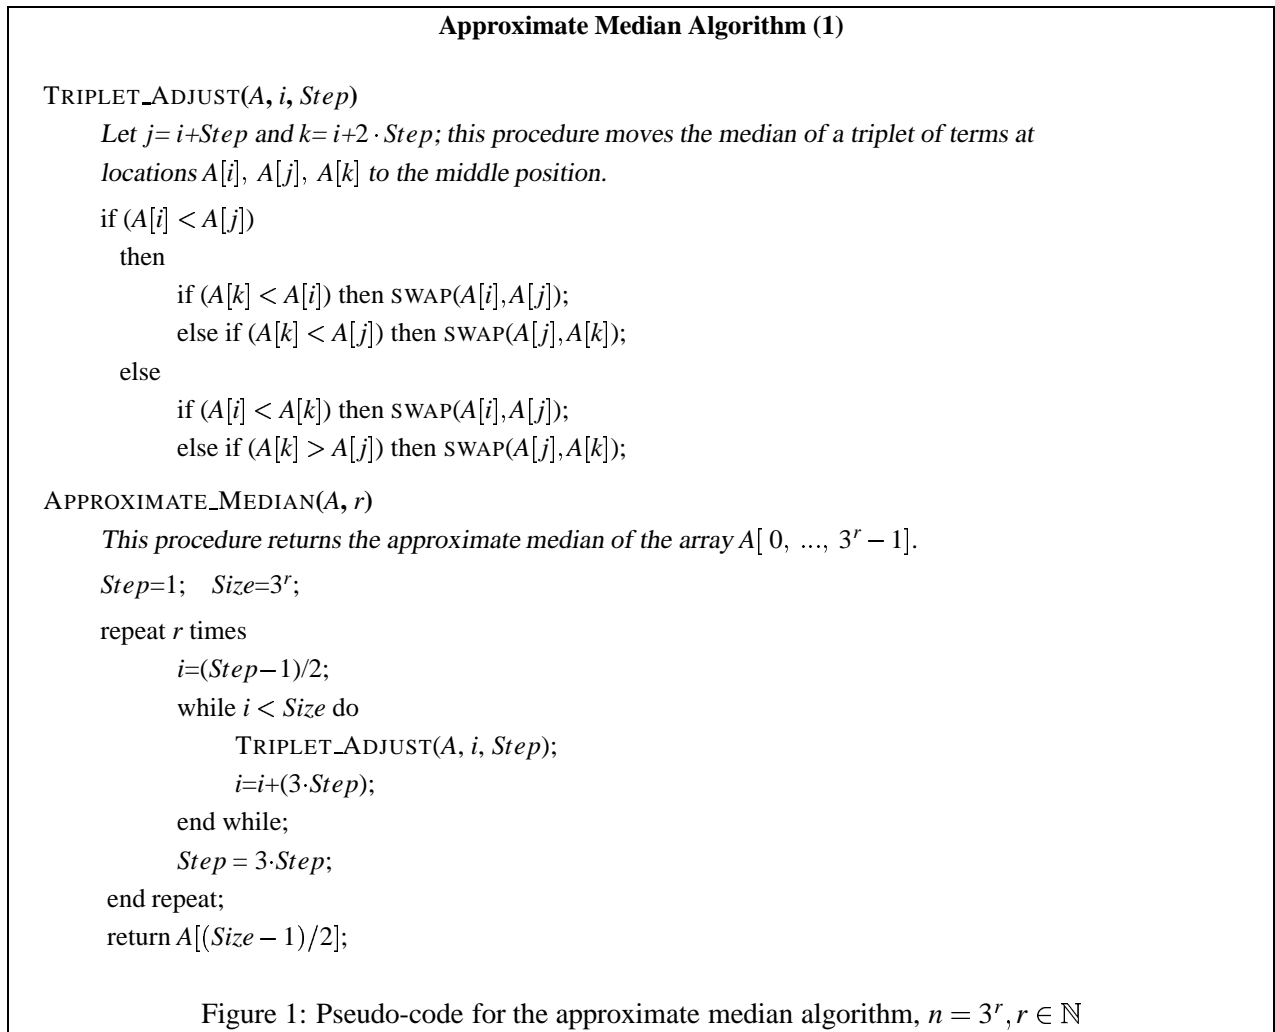 Approximate Median Algorithm (1)
TRIPLET_ADJUST(A, i, Step)
Let j= i+Step and k= i+2 · Step; this procedure moves the median of a triplet of terms at
locations A[i], A[j], A[k] to the middle position.
if (A[i] < A[j])
then
if (A[k] < A[i]) then SWAP(A[i],A[j]);
else if (A[k] < A[j]) then SWAP(A[j],A[k]);
else
if (A[i] < A[k]) then SWAP(A[i],A[j]);
else if (A[k] > A[j]) then SWAP(A[j],A[k]);
APPROXIMATE_MEDIAN(A, r)
This procedure returns the approximate median of the array A[ 0, ..., 3^r − 1].
Step=1; Size=3^r;
repeat r times
i=(Step−1)/2;
while i < Size do
TRIPLET_ADJUST(A, i, Step);
i=i+(3·Step);
end while;
Step = 3·Step;
end repeat;
return A[(Size − 1)/2];
Figure 1: Pseudo-code for the approximate median algorithm, n = 3^r, r ∈ ℕ